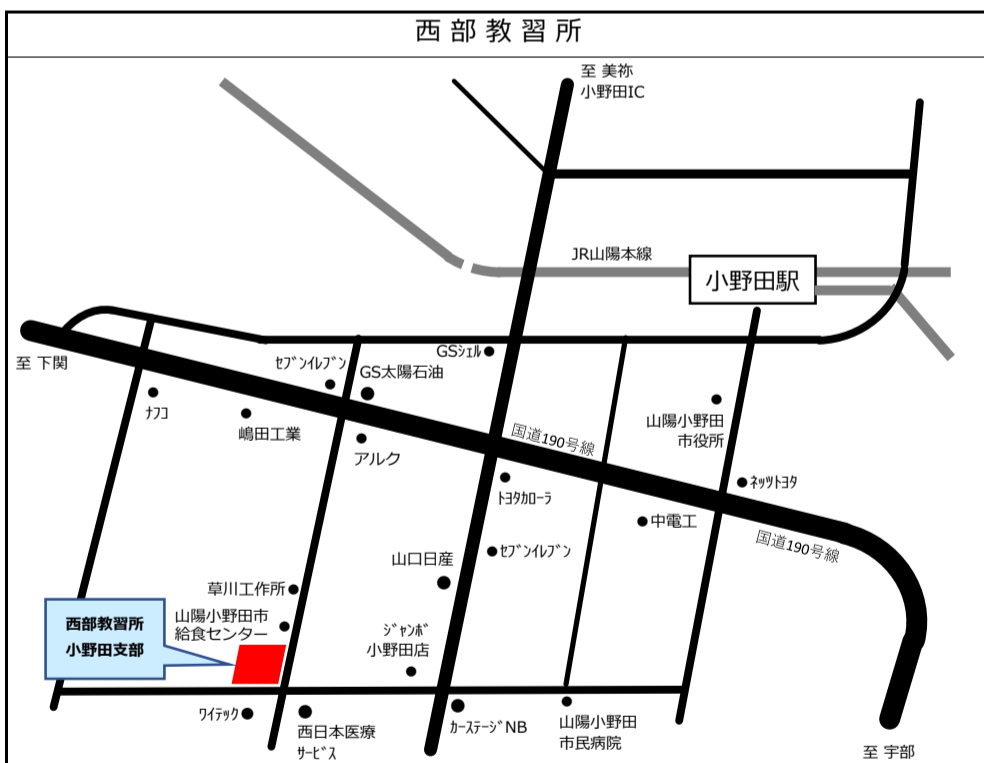 西部教習所
至 美祢
小野田IC
JR山陽本線
小野田駅
至 下関
ｾﾌﾞﾝｲﾚﾌﾞﾝ
GSｼｪﾙ
GS太陽石油
ﾅﾌｺ
嶋田工業
アルク
国道190号線
山陽小野田
市役所
ﾄﾖﾀｶﾛｰﾗ
ﾈｯﾂﾄﾖﾀ
中電工
国道190号線
ｾﾌﾞﾝｲﾚﾌﾞﾝ
山口日産
草川工作所
山陽小野田市
給食センター
西部教習所
小野田支部
ｼﾞｬﾝﾎﾞ
小野田店
ﾜｲﾃｯｸ
西日本医療
ｻｰﾋﾞｽ
ｶｰｽﾃｰｼﾞNB
山陽小野田
市民病院
至 宇部